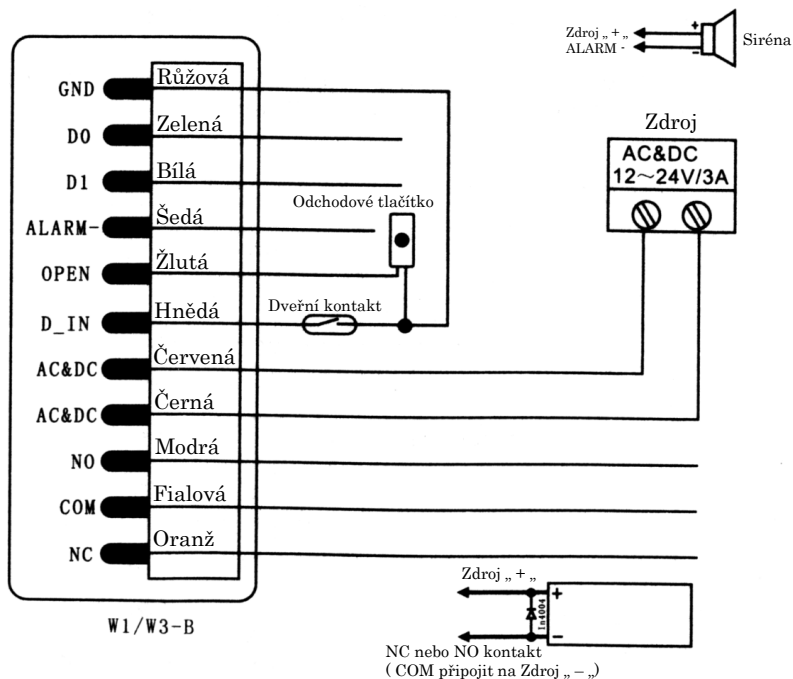 Zdroj „ + „
ALARM -
+
−
Siréna
Zdroj
AC&DC
12～24V/3A
GND Růžová
D0 Zelená
D1 Bílá
Odchodové tlačítko
ALARM- Šedá
OPEN Žlutá
Dveřní kontakt
D_IN Hnědá
AC&DC Červená
AC&DC Černá
NO Modrá
COM Fialová
NC Oranž
W1/W3-B
Zdroj „ + „
+
1n4004
−
NC nebo NO kontakt
( COM připojit na Zdroj „ – „)